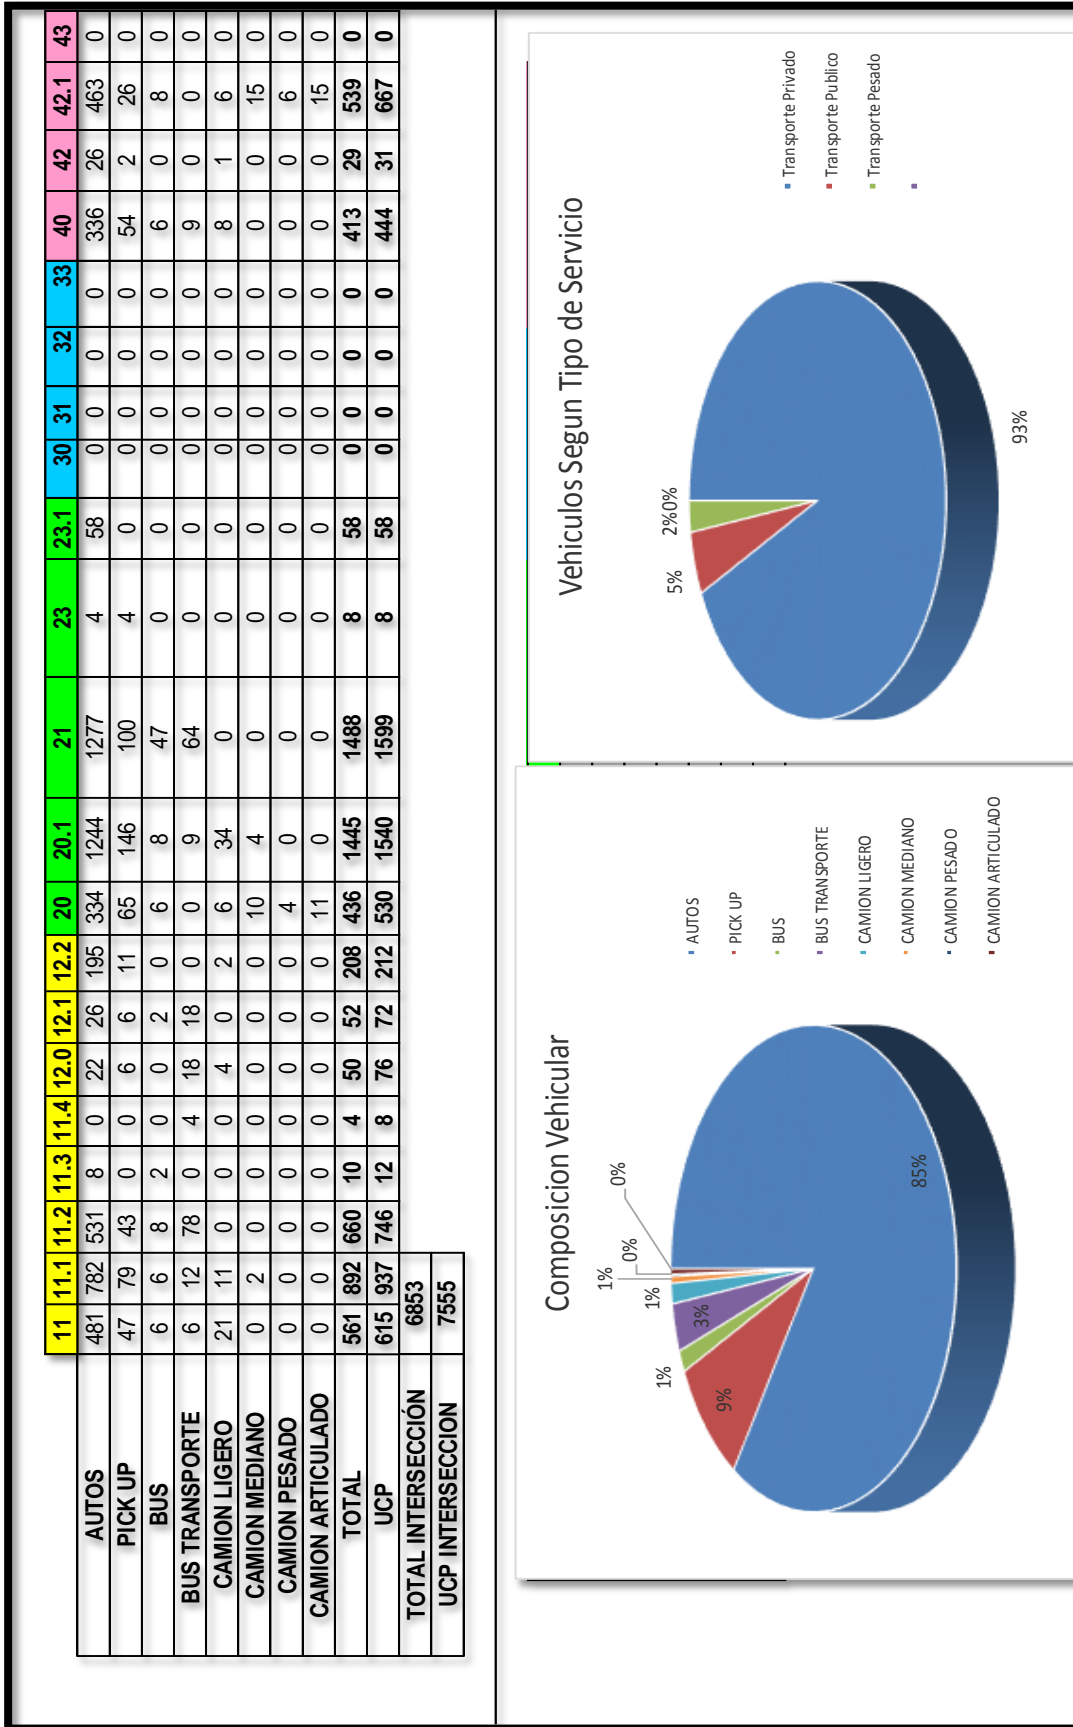 11 11.1 11.2 11.3 11.4 12.0 12.1 12.2 20 20.1 21 23 23.1 30 31 32 33 40 42 42.1 43
AUTOS 481 782 531 8 0 22 26 195 334 1244 1277 4 58 0 0 0 0 336 26 463 0
PICK UP 47 79 43 0 0 6 6 11 65 146 100 4 0 0 0 0 0 54 2 26 0
BUS 6 6 8 2 0 0 2 0 6 8 47 0 0 0 0 0 0 6 0 8 0
BUS TRANSPORTE 6 12 78 0 4 18 18 0 0 9 64 0 0 0 0 0 0 9 0 0 0
CAMION LIGERO 21 11 0 0 0 4 0 2 6 34 0 0 0 0 0 0 0 8 1 6 0
CAMION MEDIANO 0 2 0 0 0 0 0 0 10 4 0 0 0 0 0 0 0 0 0 15 0
CAMION PESADO 0 0 0 0 0 0 0 0 4 0 0 0 0 0 0 0 0 0 0 6 0
CAMION ARTICULADO 0 0 0 0 0 0 0 0 11 0 0 0 0 0 0 0 0 0 0 15 0
TOTAL 561 892 660 10 4 50 52 208 436 1445 1488 8 58 0 0 0 0 413 29 539 0
UCP 615 937 746 12 8 76 72 212 530 1540 1599 8 58 0 0 0 0 444 31 667 0
TOTAL INTERSECCIÓN 6853
UCP INTERSECCION 7555
Composicion Vehicular
1%
9%
1%
3%
1%
0%
0%
85%
AUTOS
PICK UP
BUS
BUS TRANSPORTE
CAMION LIGERO
CAMION MEDIANO
CAMION PESADO
CAMION ARTICULADO
Vehiculos Segun Tipo de Servicio
5%
2%0%
93%
Transporte Privado
Transporte Publico
Transporte Pesado